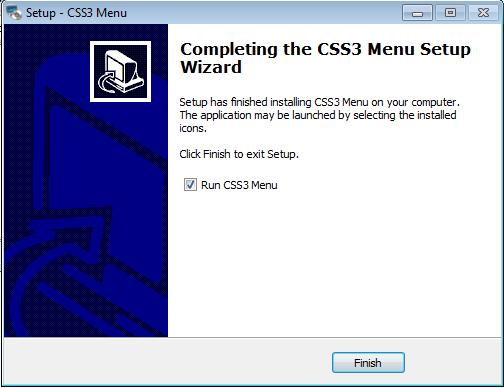 Setup - CSS3 Menu
Completing the CSS3 Menu Setup
Wizard
Setup has finished installing CSS3 Menu on your computer.
The application may be launched by selecting the installed
icons.
Click Finish to exit Setup.
Run CSS3 Menu
Finish